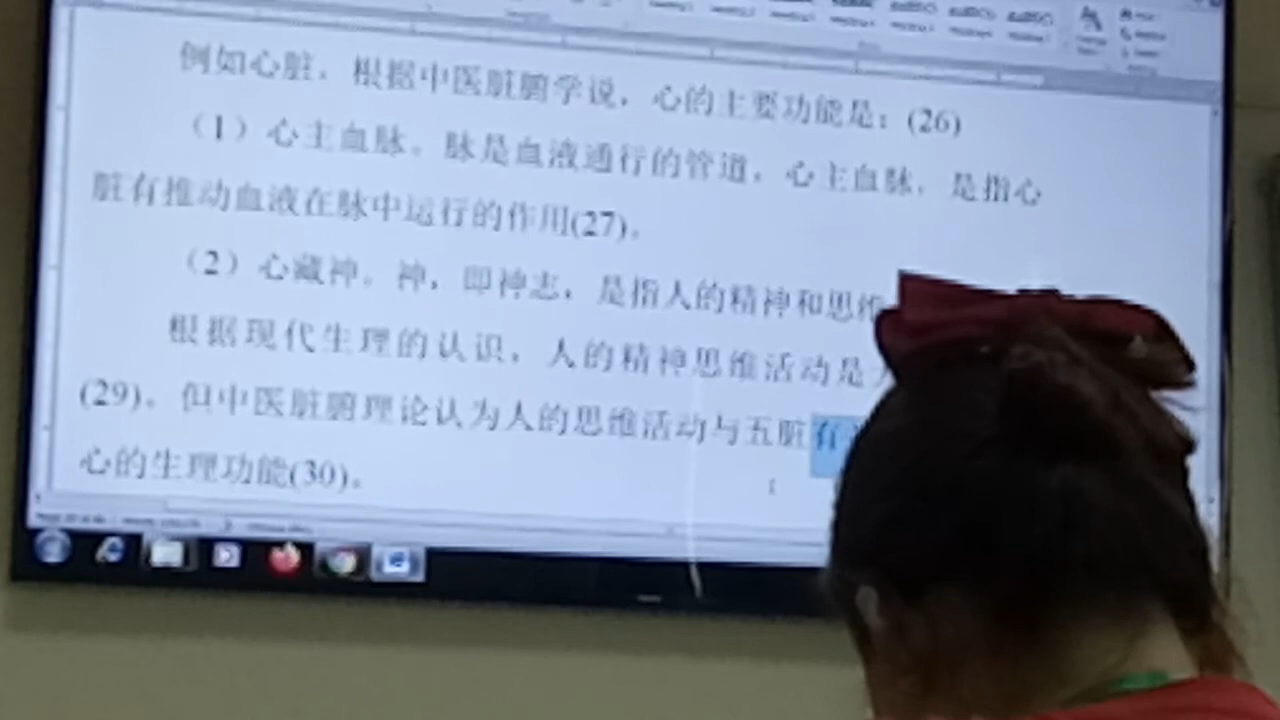 例如心脏，根据中医脏腑学说，心的主要功能是：(26)
（1）心主血脉。脉是血液通行的管道，心主血脉，是指心
脏有推动血液在脉中运行的作用(27)。
（2）心藏神。神，即神志，是指人的精神和思维
根据现代生理的认识，人的精神思维活动是
(29)。但中医脏腑理论认为人的思维活动与五脏有
心的生理功能(30)。